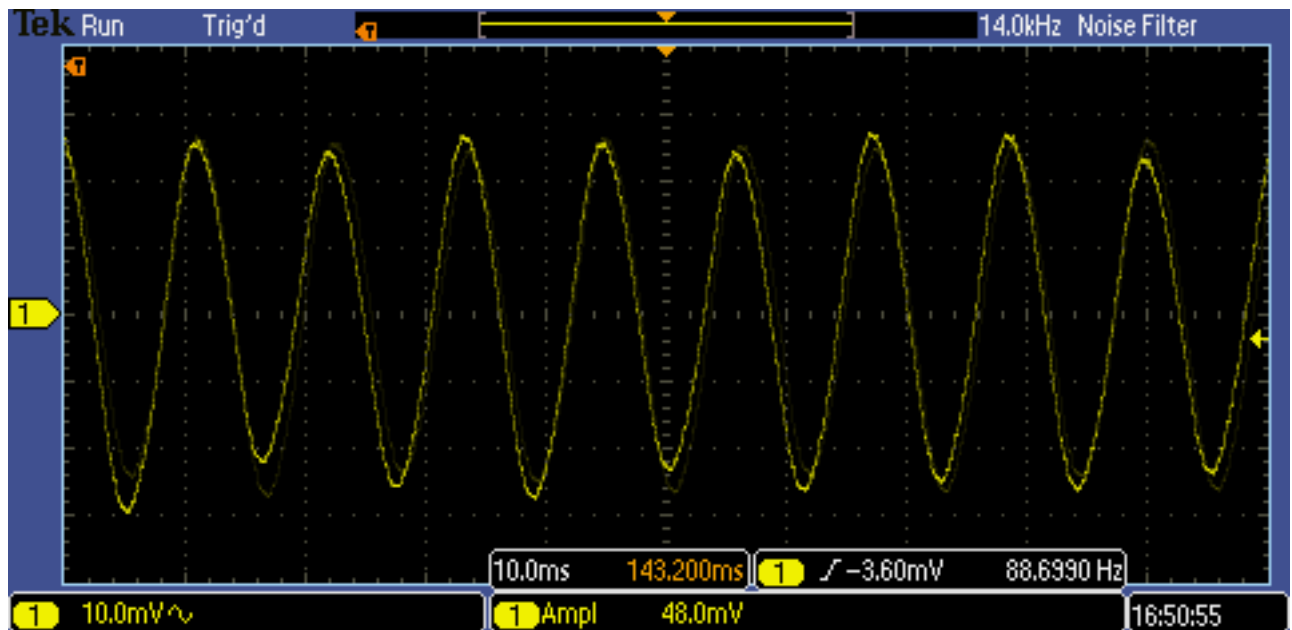 Tek Run Trig'd T 14.0kHz Noise Filter
T
1
10.0ms 143.200ms 1 -3.60mV 88.6990 Hz
1 10.0mV 1 Ampl 48.0mV 16:50:55